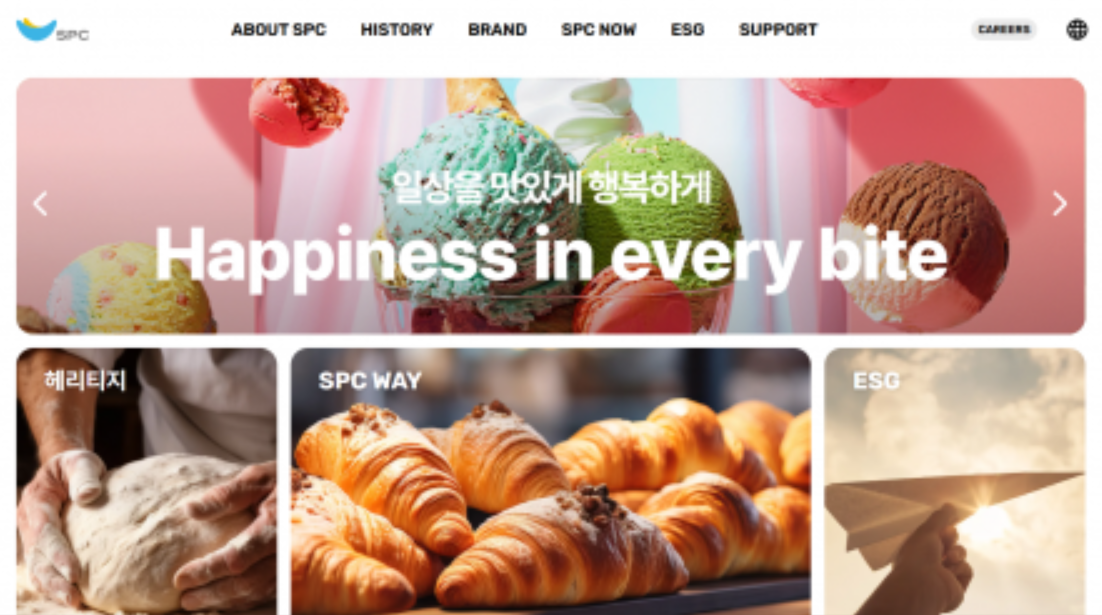 SPC
ABOUT SPC HISTORY BRAND SPC NOW ESG SUPPORT CAREERS
일상을 맛있게 행복하게
Happiness in every bite
헤리티지
SPC WAY
ESG